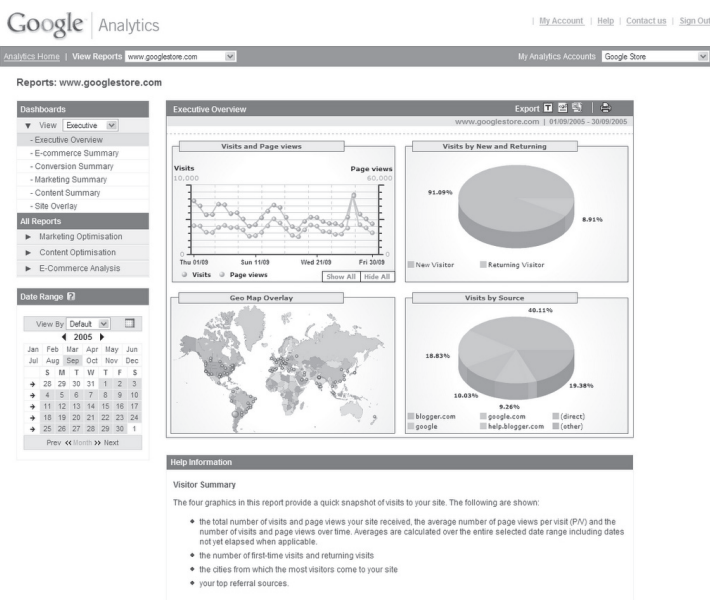 Google Analytics
| My Account | Help | Contact us | Sign Out
Analytics Home | View Reports www.googlestore.com
My Analytics Accounts Google Store
Reports: www.googlestore.com
Dashboards
View Executive
- Executive Overview
- E-commerce Summary
- Conversion Summary
- Marketing Summary
- Content Summary
- Site Overlay
All Reports
Marketing Optimisation
Content Optimisation
E-Commerce Analysis
Date Range ?
View By Default
2005
Jan Feb Mar Apr May Jun
Jul Aug Sep Oct Nov Dec
S M T W T F S
28 29 30 31 1 2 3
4 5 6 7 8 9 10
11 12 13 14 15 16 17
18 19 20 21 22 23 24
25 26 27 28 29 30 1
Prev << Month >> Next
Executive Overview
Export T
www.googlestore.com | 01/09/2005 - 30/09/2005
Visits and Page views
Visits Page views
10,000 60,000
0 0
Thu 01/09 Sun 11/09 Wed 21/09 Fri 30/09
Visits Page views Show All Hide All
Visits by New and Returning
91.09%
8.91%
New Visitor Returning Visitor
Geo Map Overlay
Visits by Source
40.11%
18.83%
19.38%
10.03%
9.26%
blogger.com google.com (direct)
google help.blogger.com (other)
Help Information
Visitor Summary
The four graphics in this report provide a quick snapshot of visits to your site. The following are shown:
the total number of visits and page views your site received, the average number of page views per visit (P/V) and the
number of visits and page views over time. Averages are calculated over the entire selected date range including dates
not yet elapsed when applicable.
the number of first-time visits and returning visits
the cities from which the most visitors come to your site
your top referral sources.